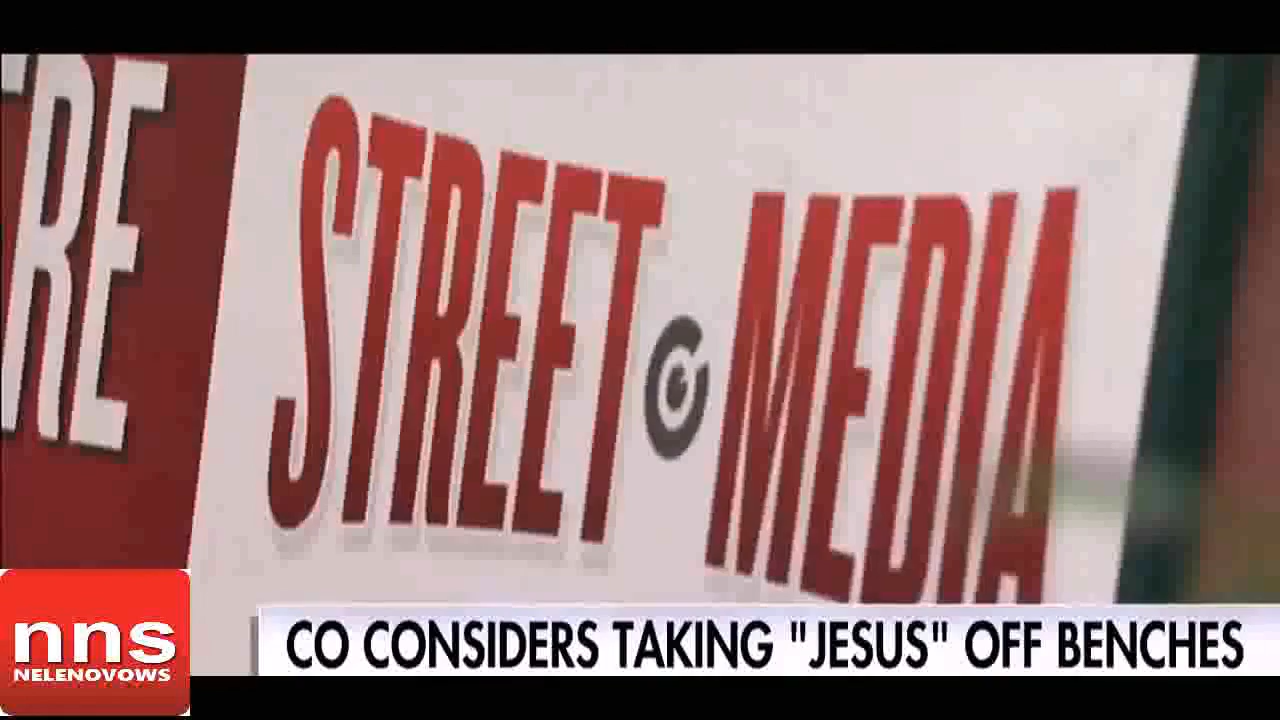 RE
STREET MEDIA
nns
NELENOVOWS
CO CONSIDERS TAKING "JESUS" OFF BENCHES